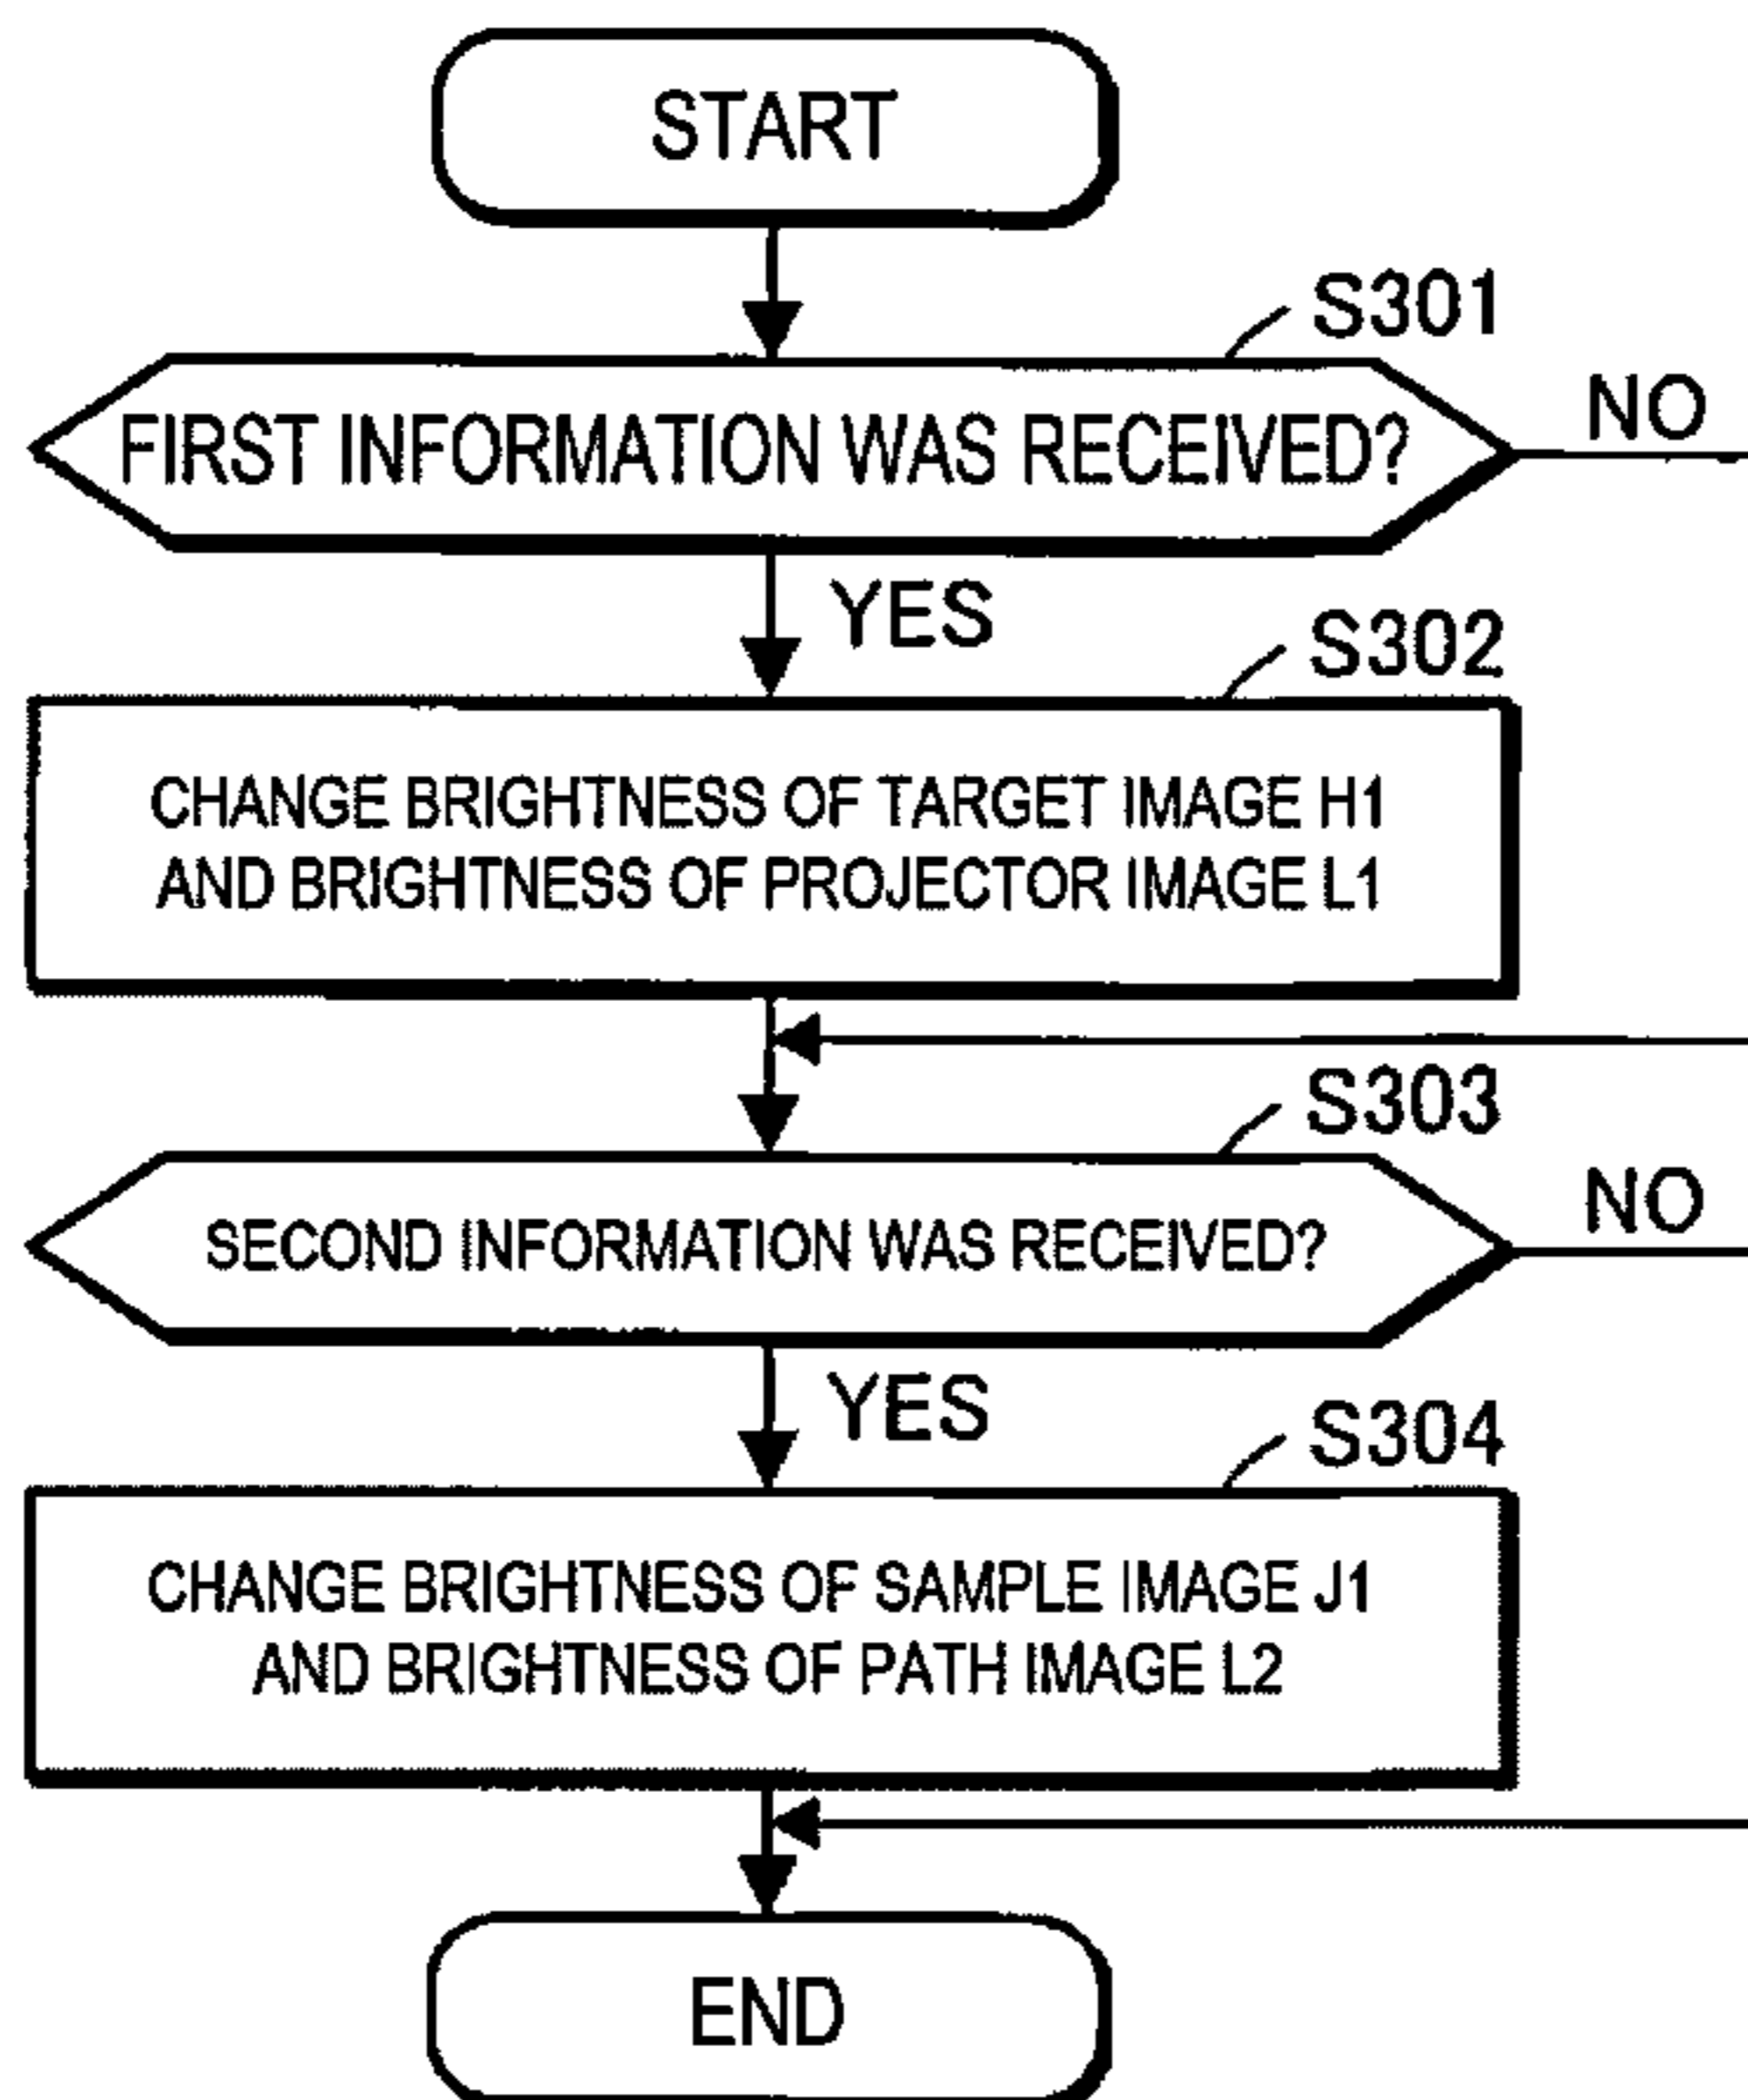 START
S301
FIRST INFORMATION WAS RECEIVED?
NO
YES
S302
CHANGE BRIGHTNESS OF TARGET IMAGE H1
AND BRIGHTNESS OF PROJECTOR IMAGE L1
S303
SECOND INFORMATION WAS RECEIVED?
NO
YES
S304
CHANGE BRIGHTNESS OF SAMPLE IMAGE J1
AND BRIGHTNESS OF PATH IMAGE L2
END